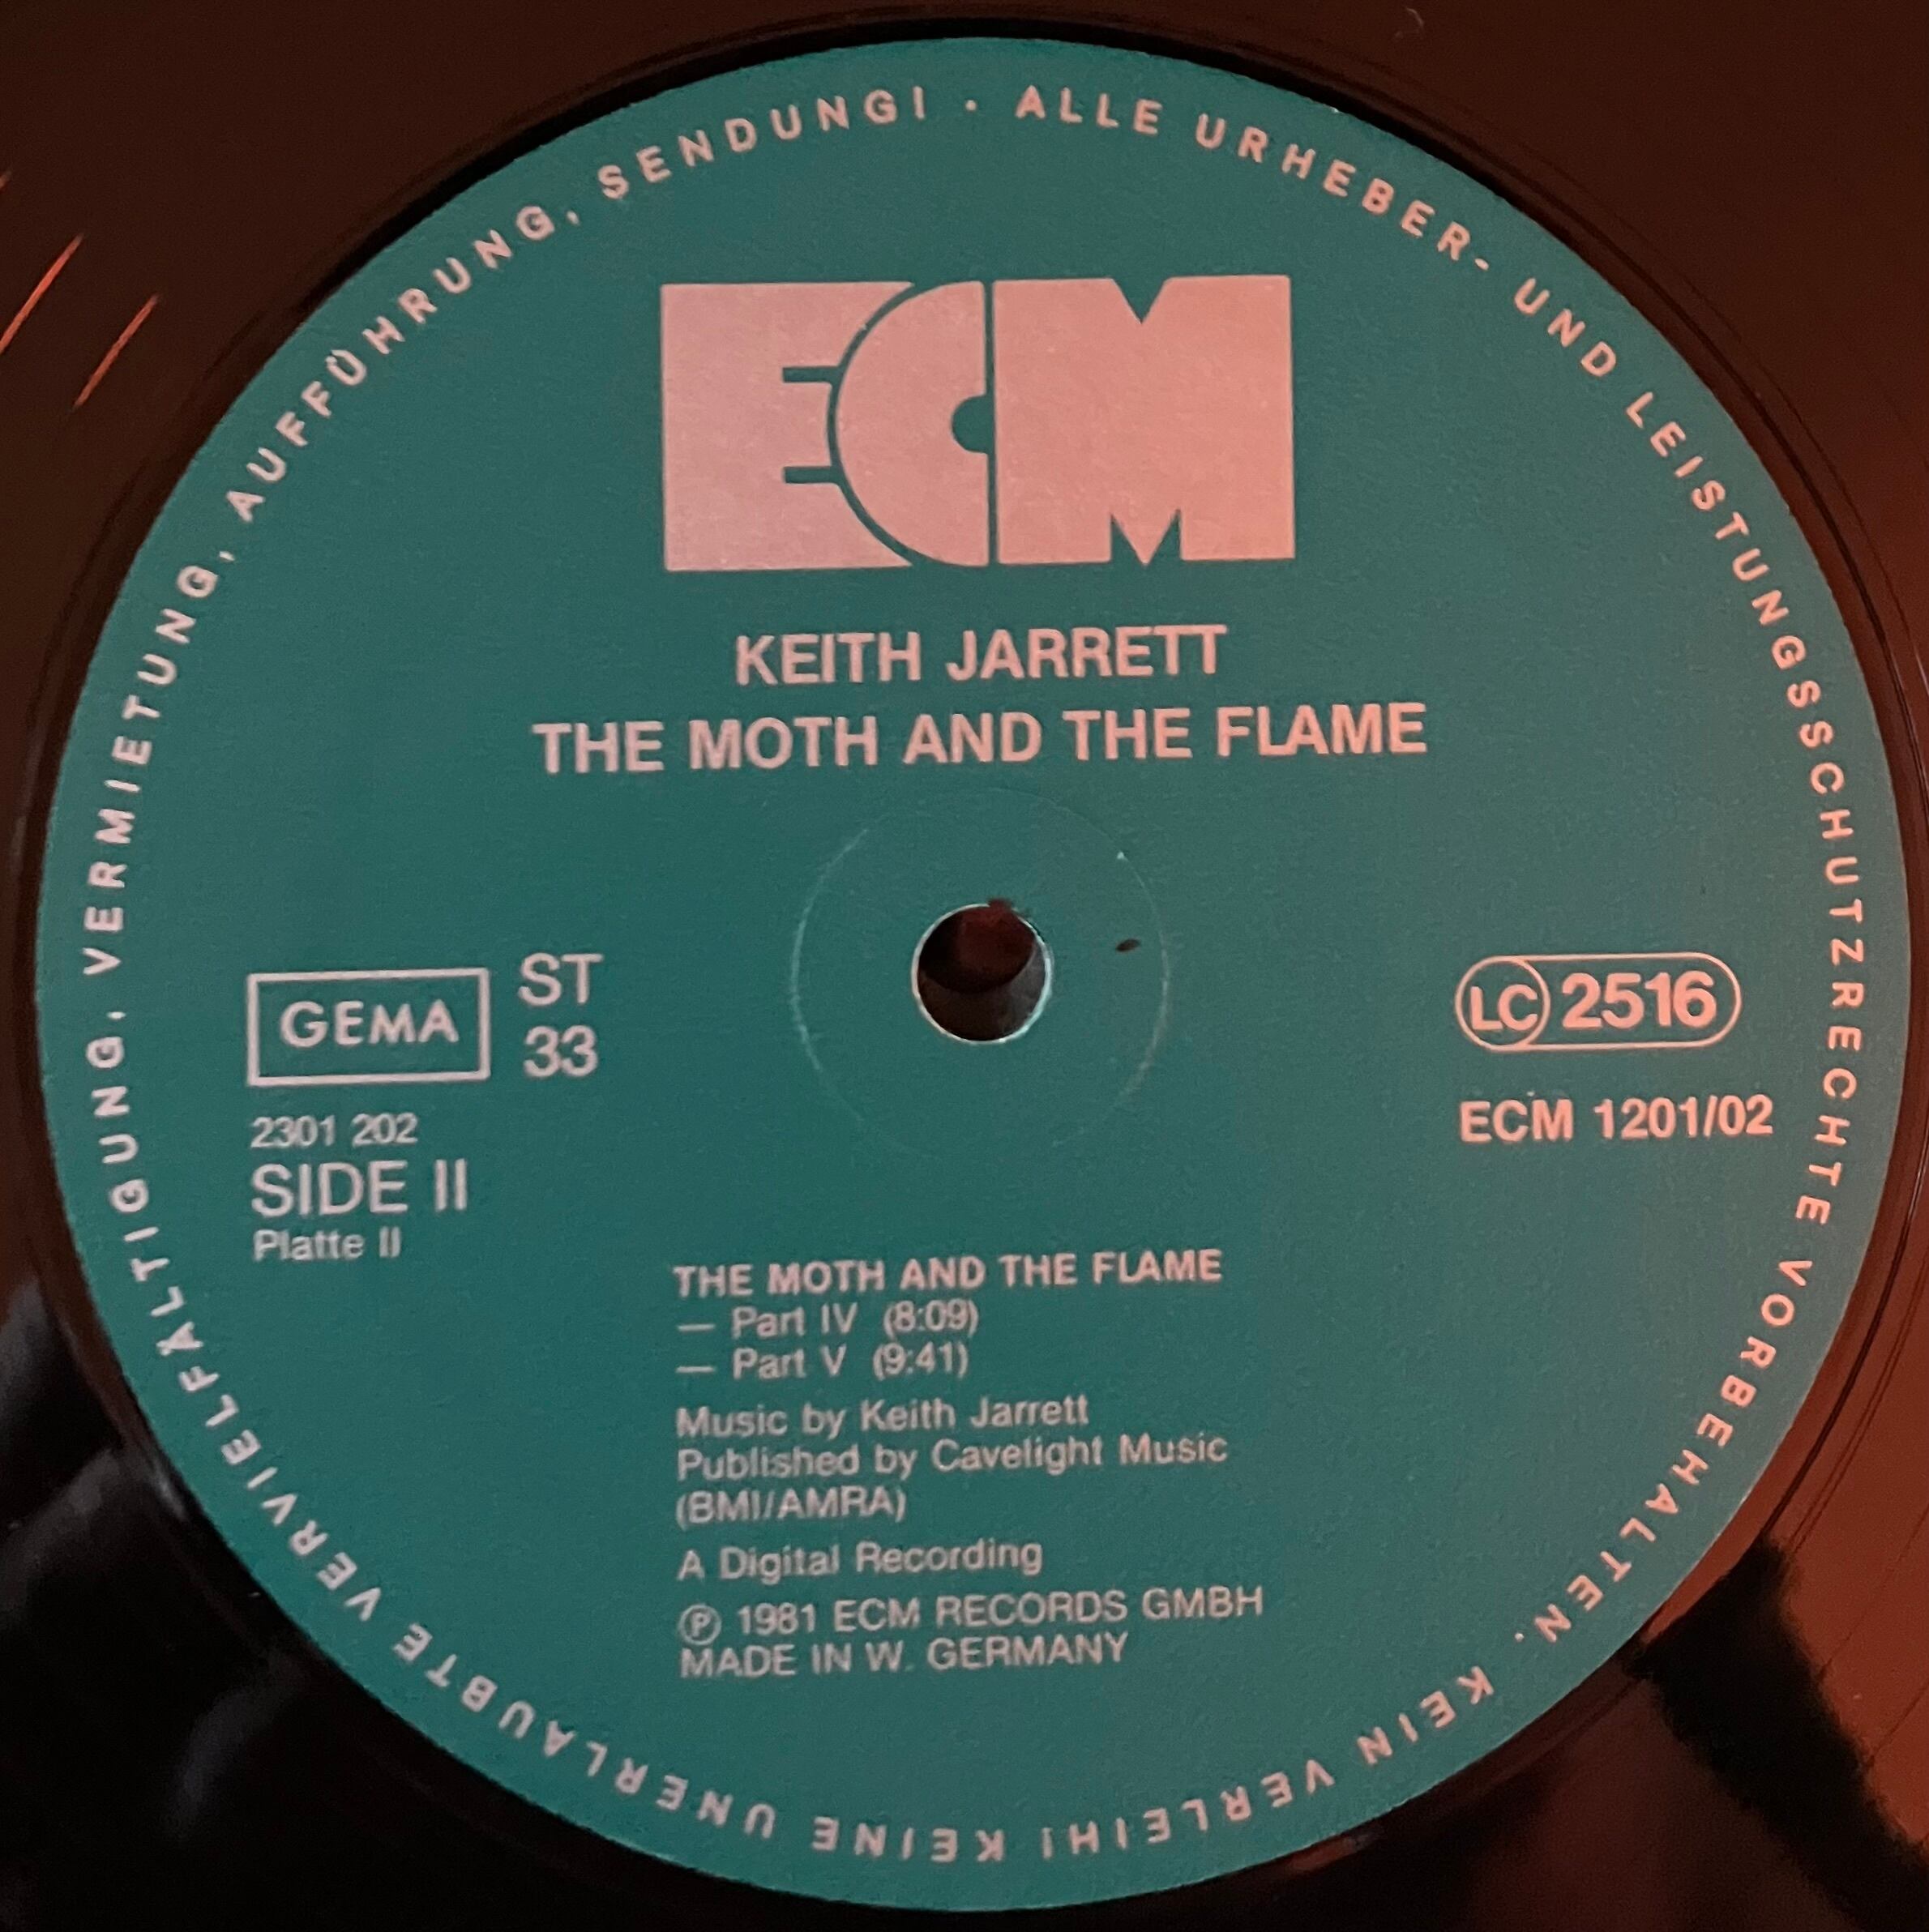 ALLE URHEBER- UND LEISTUNGSSCHUTZRECHTE VORBEHALTEN. KEIN VERLEIH! KEINE UNERLAUBTE VERVIELFÄLTIGUNG, VERMIETUNG, AUFFÜHRUNG, SENDUNG! ·
ECM
KEITH JARRETT
THE MOTH AND THE FLAME
GEMA
ST
33
2301 202
SIDE II
Platte II
LC 2516
ECM 1201/02
THE MOTH AND THE FLAME
— Part IV (8:09)
— Part V (9:41)
Music by Keith Jarrett
Published by Cavelight Music
(BMI/AMRA)
A Digital Recording
Ⓟ 1981 ECM RECORDS GMBH
MADE IN W. GERMANY